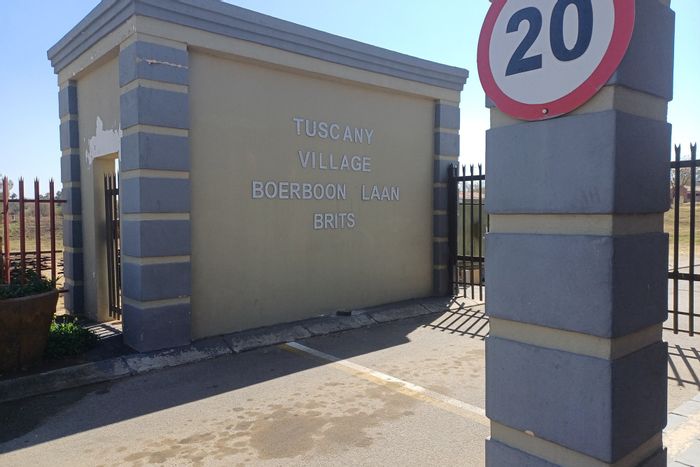 20
TUSCANY
VILLAGE
BOERBOON LAAN
BRITS